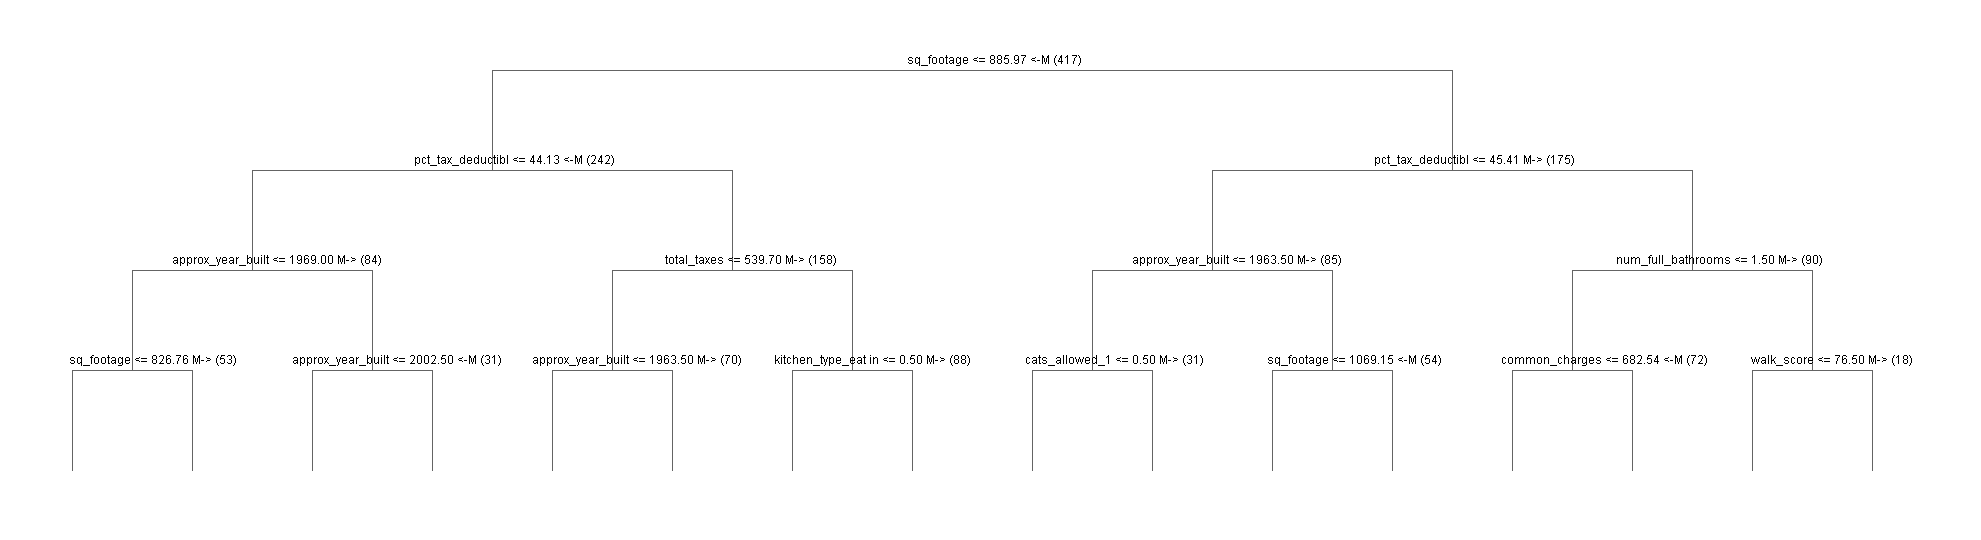 sq_footage <= 885.97 <-M (417)
pct_tax_deductibl <= 44.13 <-M (242)
pct_tax_deductibl <= 45.41 M-> (175)
approx_year_built <= 1969.00 M-> (84)
total_taxes <= 539.70 M-> (158)
approx_year_built <= 1963.50 M-> (85)
num_full_bathrooms <= 1.50 M-> (90)
sq_footage <= 826.76 M-> (53)
approx_year_built <= 2002.50 <-M (31)
approx_year_built <= 1963.50 M-> (70)
kitchen_type_eat in <= 0.50 M-> (88)
cats_allowed_1 <= 0.50 M-> (31)
sq_footage <= 1069.15 <-M (54)
common_charges <= 682.54 <-M (72)
walk_score <= 76.50 M-> (18)